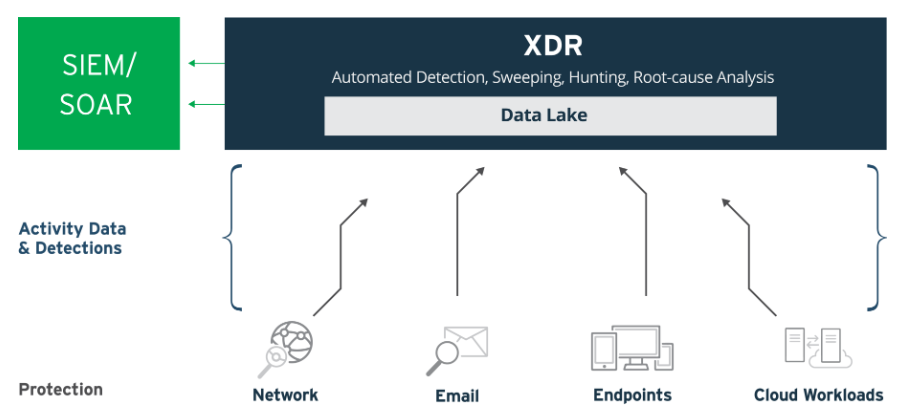 SIEM/
SOAR
XDR
Automated Detection, Sweeping, Hunting, Root-cause Analysis
Data Lake
Activity Data
& Detections
Protection
Network
Email
Endpoints
Cloud Workloads